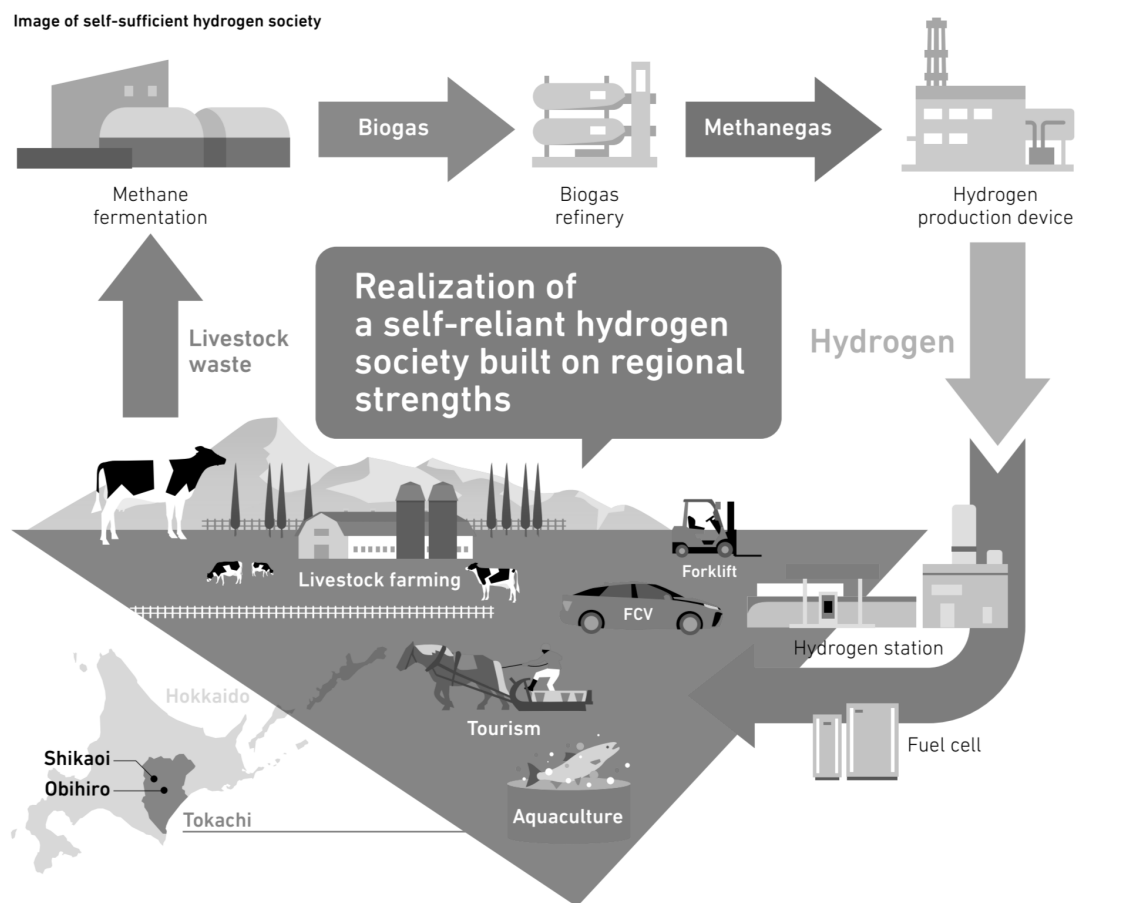 Image of self-sufficient hydrogen society
Biogas
Methanegas
Methane
fermentation
Biogas
refinery
Hydrogen
production device
Realization of
a self-reliant hydrogen
society built on regional
strengths
Livestock
waste
Hydrogen
Livestock farming
Forklift
FCV
Hydrogen station
Hokkaido
Tourism
Shikaoi
Obihiro
Fuel cell
Tokachi
Aquaculture